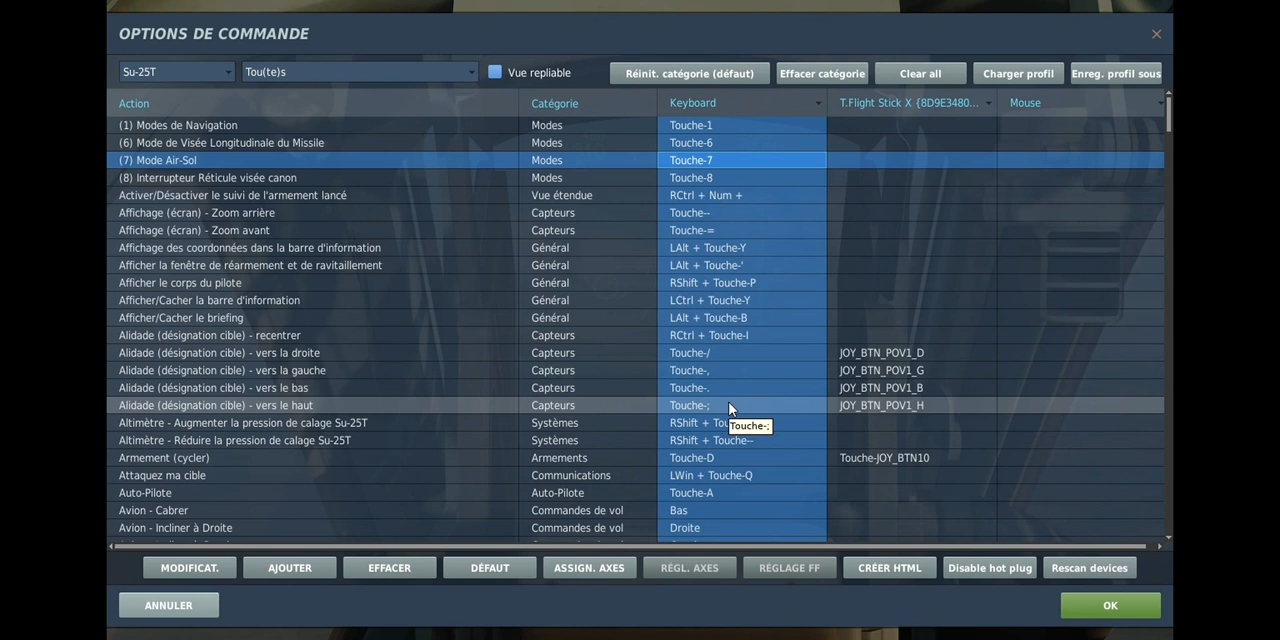 OPTIONS DE COMMANDE
Su-25T Tou(te)s Vue repliable Réinit. catégorie (défaut) Effacer catégorie Clear all Charger profil Enreg. profil sous
Action Catégorie Keyboard T.Flight Stick X {8D9E3480... Mouse
(1) Modes de Navigation Modes Touche-1
(6) Mode de Visée Longitudinale du Missile Modes Touche-6
(7) Mode Air-Sol Modes Touche-7
(8) Interrupteur Réticule visée canon Modes Touche-8
Activer/Désactiver le suivi de l'armement lancé Vue étendue RCtrl + Num +
Affichage (écran) - Zoom arrière Capteurs Touche--
Affichage (écran) - Zoom avant Capteurs Touche-=
Affichage des coordonnées dans la barre d'information Général LAlt + Touche-Y
Afficher la fenêtre de réarmement et de ravitaillement Général LAlt + Touche-'
Afficher le corps du pilote Général RShift + Touche-P
Afficher/Cacher la barre d'information Général LCtrl + Touche-Y
Afficher/Cacher le briefing Général LAlt + Touche-B
Alidade (désignation cible) - recentrer Capteurs RCtrl + Touche-I
Alidade (désignation cible) - vers la droite Capteurs Touche-/ JOY_BTN_POV1_D
Alidade (désignation cible) - vers la gauche Capteurs Touche-, JOY_BTN_POV1_G
Alidade (désignation cible) - vers le bas Capteurs Touche-. JOY_BTN_POV1_B
Alidade (désignation cible) - vers le haut Capteurs Touche-; JOY_BTN_POV1_H
Altimètre - Augmenter la pression de calage Su-25T Systèmes RShift + Tou
Touche-;
Altimètre - Réduire la pression de calage Su-25T Systèmes RShift + Touche--
Armement (cycler) Armements Touche-D Touche-JOY_BTN10
Attaquez ma cible Communications LWin + Touche-Q
Auto-Pilote Auto-Pilote Touche-A
Avion - Cabrer Commandes de vol Bas
Avion - Incliner à Droite Commandes de vol Droite
MODIFICAT. AJOUTER EFFACER DÉFAUT ASSIGN. AXES RÉGL. AXES RÉGLAGE FF CRÉER HTML Disable hot plug Rescan devices
ANNULER OK